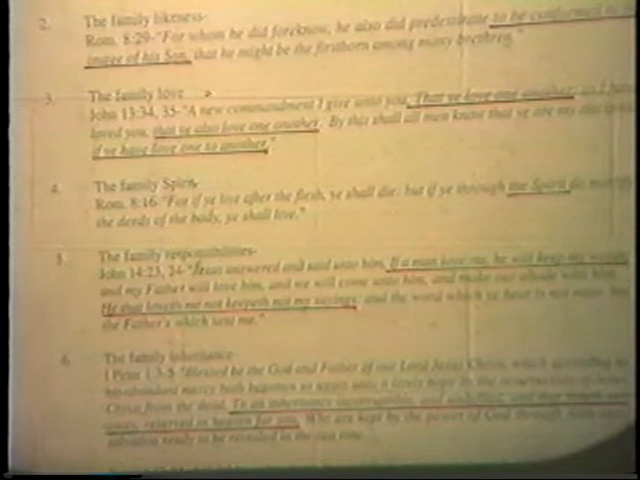 2. The family likeness-
Rom. 8:29-"For whom he did foreknow, he also did predestinate to be conformed to
image of his Son, that he might be the firstborn among many brethren."
3. The family love
John 13:34, 35-"A new commandment I give unto you, That ye love one another; as I have
loved you, that ye also love one another. By this shall all men know that ye are my disciples
if ye have love one to another."
4. The family Spirit-
Rom. 8:16-"For if ye live after the flesh, ye shall die: but if ye through the Spirit do mortify
the deeds of the body, ye shall live."
5. The family responsibilities-
John 14:23, 24-"Jesus answered and said unto him, If a man love me, he will keep my words
and my Father will love him, and we will come unto him, and make our abode with him.
He that loveth me not keepeth not my sayings: and the word which ye hear is not mine, but
the Father's which sent me."
6. The family inheritance-
I Peter 1:3-5 "Blessed be the God and Father of our Lord Jesus Christ, which according to
his abundant mercy hath begotten us again unto a lively hope by the resurrection of Jesus
Christ from the dead, To an inheritance incorruptible, and undefiled, and that
away, reserved in heaven for you, Who are kept by the power of God through faith unto
salvation ready to be revealed in the last time.